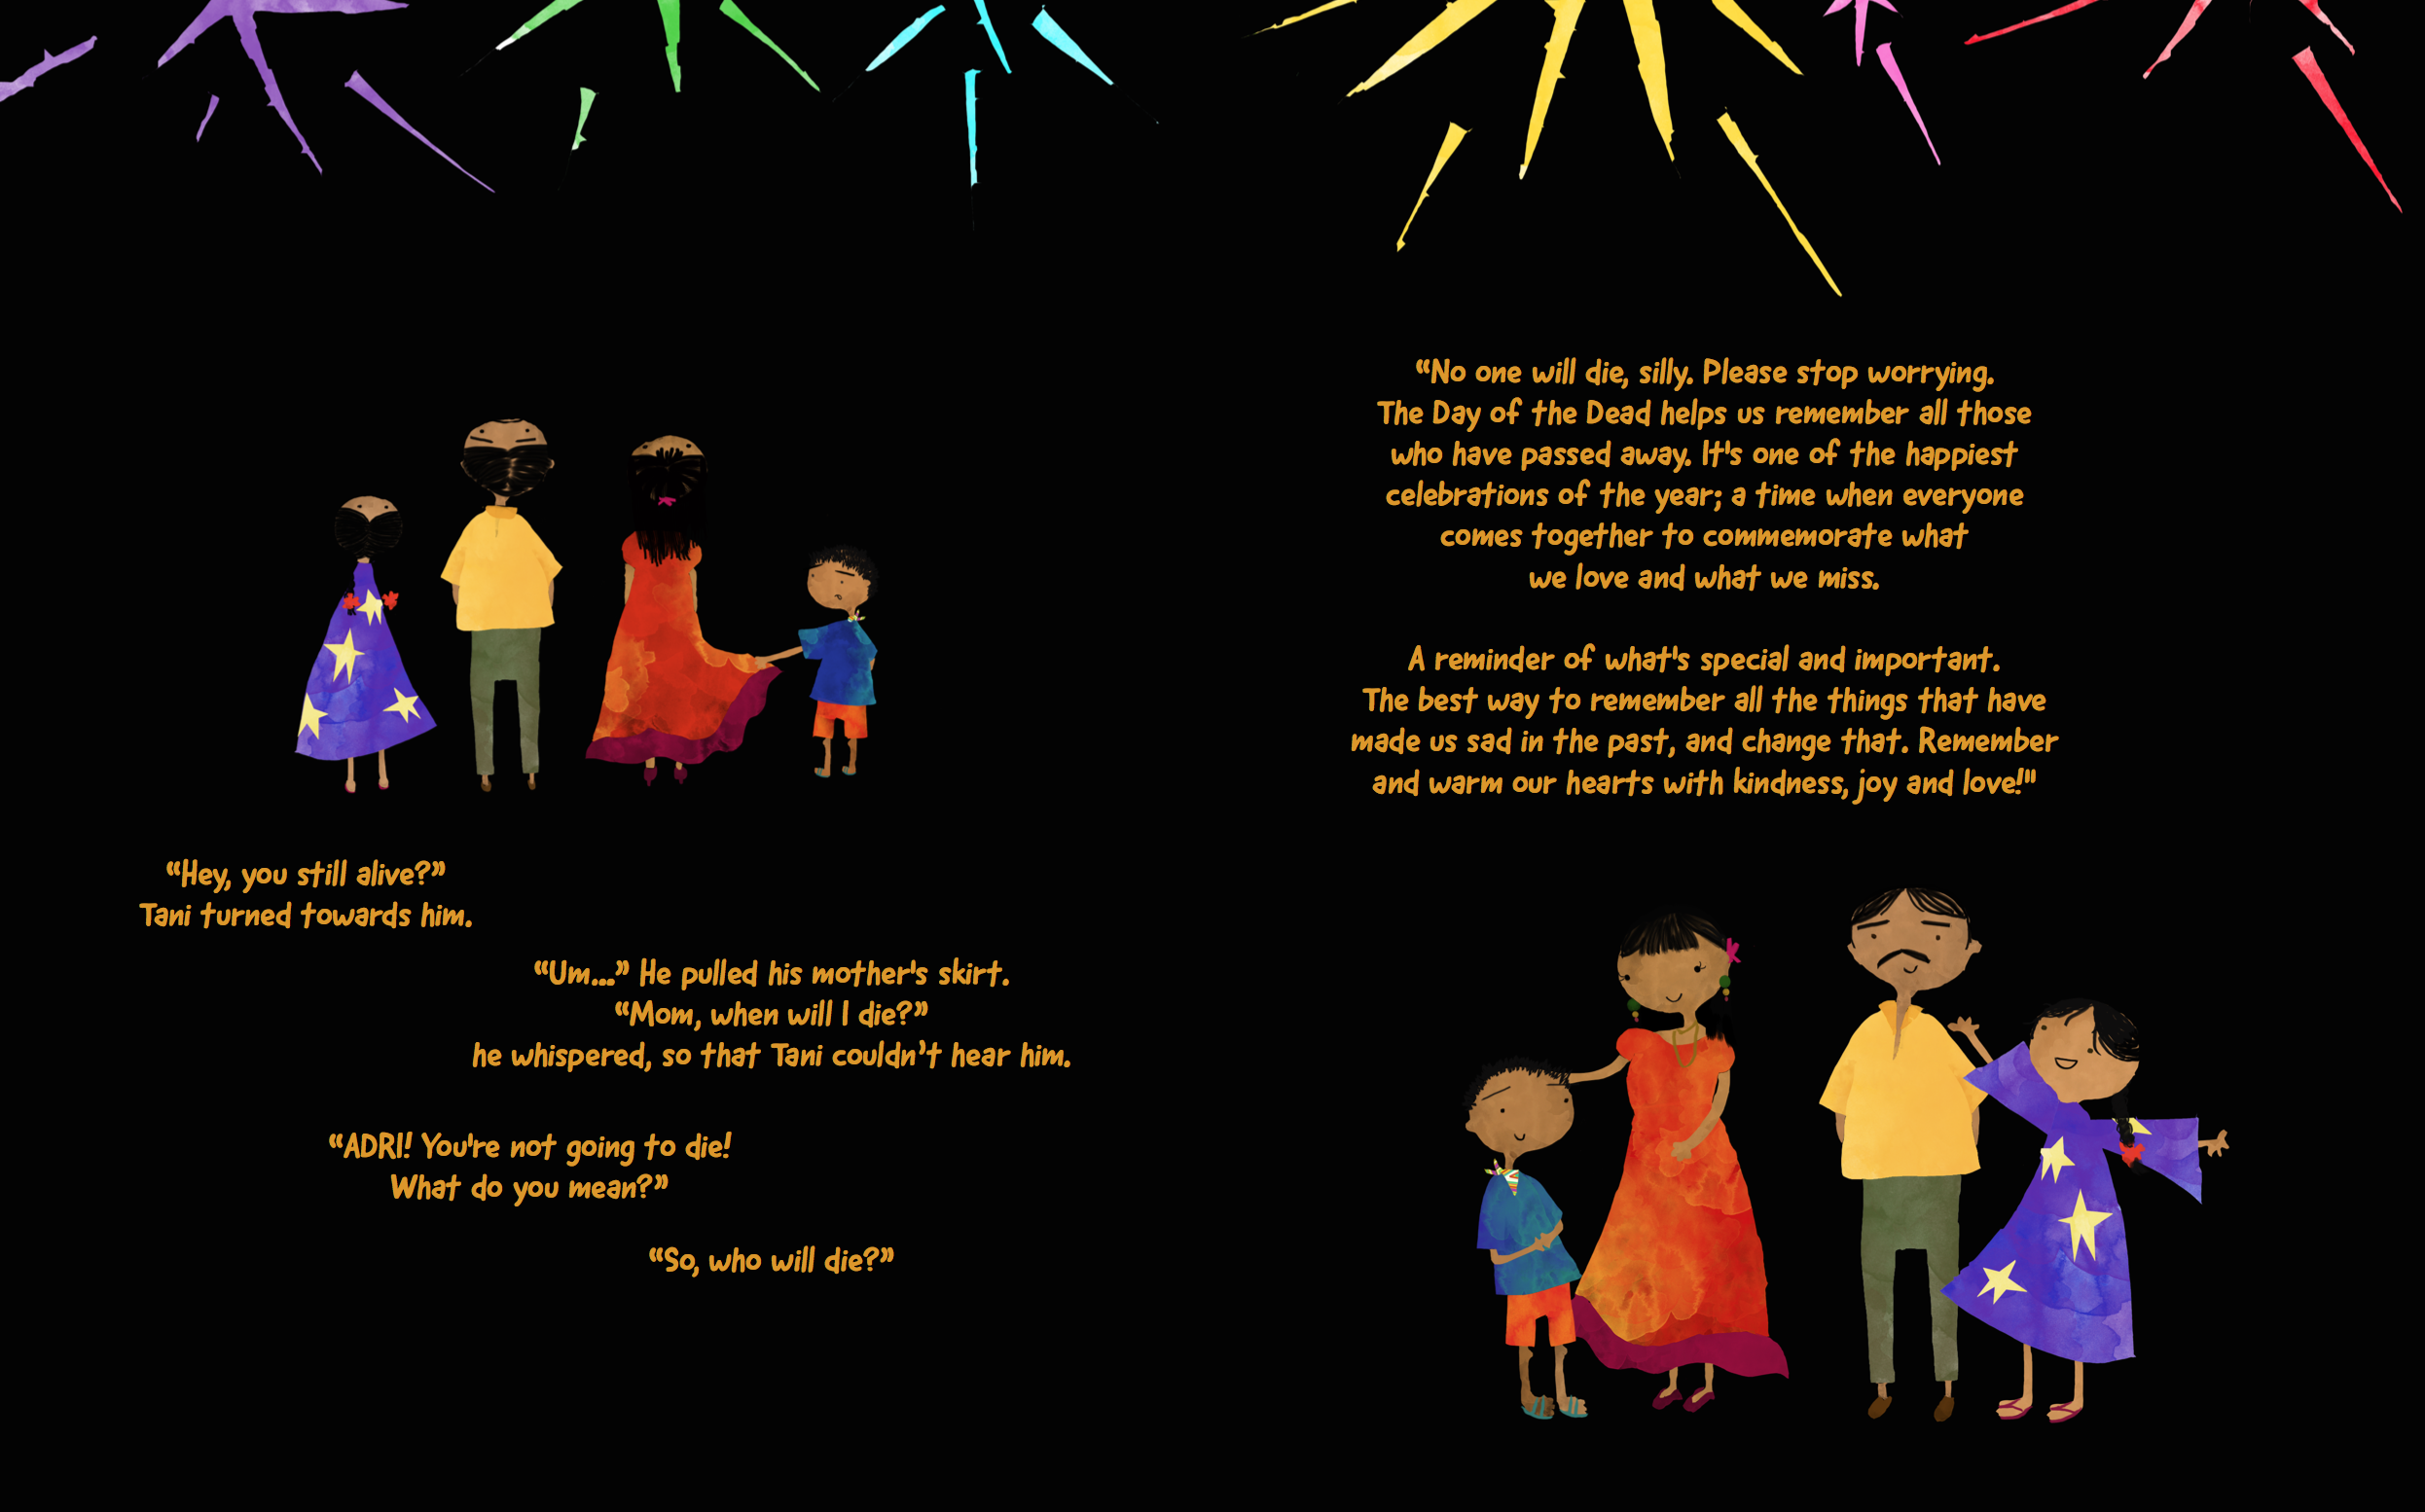 “Hey, you still alive?”
Tani turned towards him.
“Um...” He pulled his mother's skirt.
“Mom, when will I die?”
he whispered, so that Tani couldn’t hear him.
“ADRI! You're not going to die!
What do you mean?”
“So, who will die?”
“No one will die, silly. Please stop worrying.
The Day of the Dead helps us remember all those
who have passed away. It's one of the happiest
celebrations of the year; a time when everyone
comes together to commemorate what
we love and what we miss.
A reminder of what's special and important.
The best way to remember all the things that have
made us sad in the past, and change that. Remember
and warm our hearts with kindness, joy and love!"